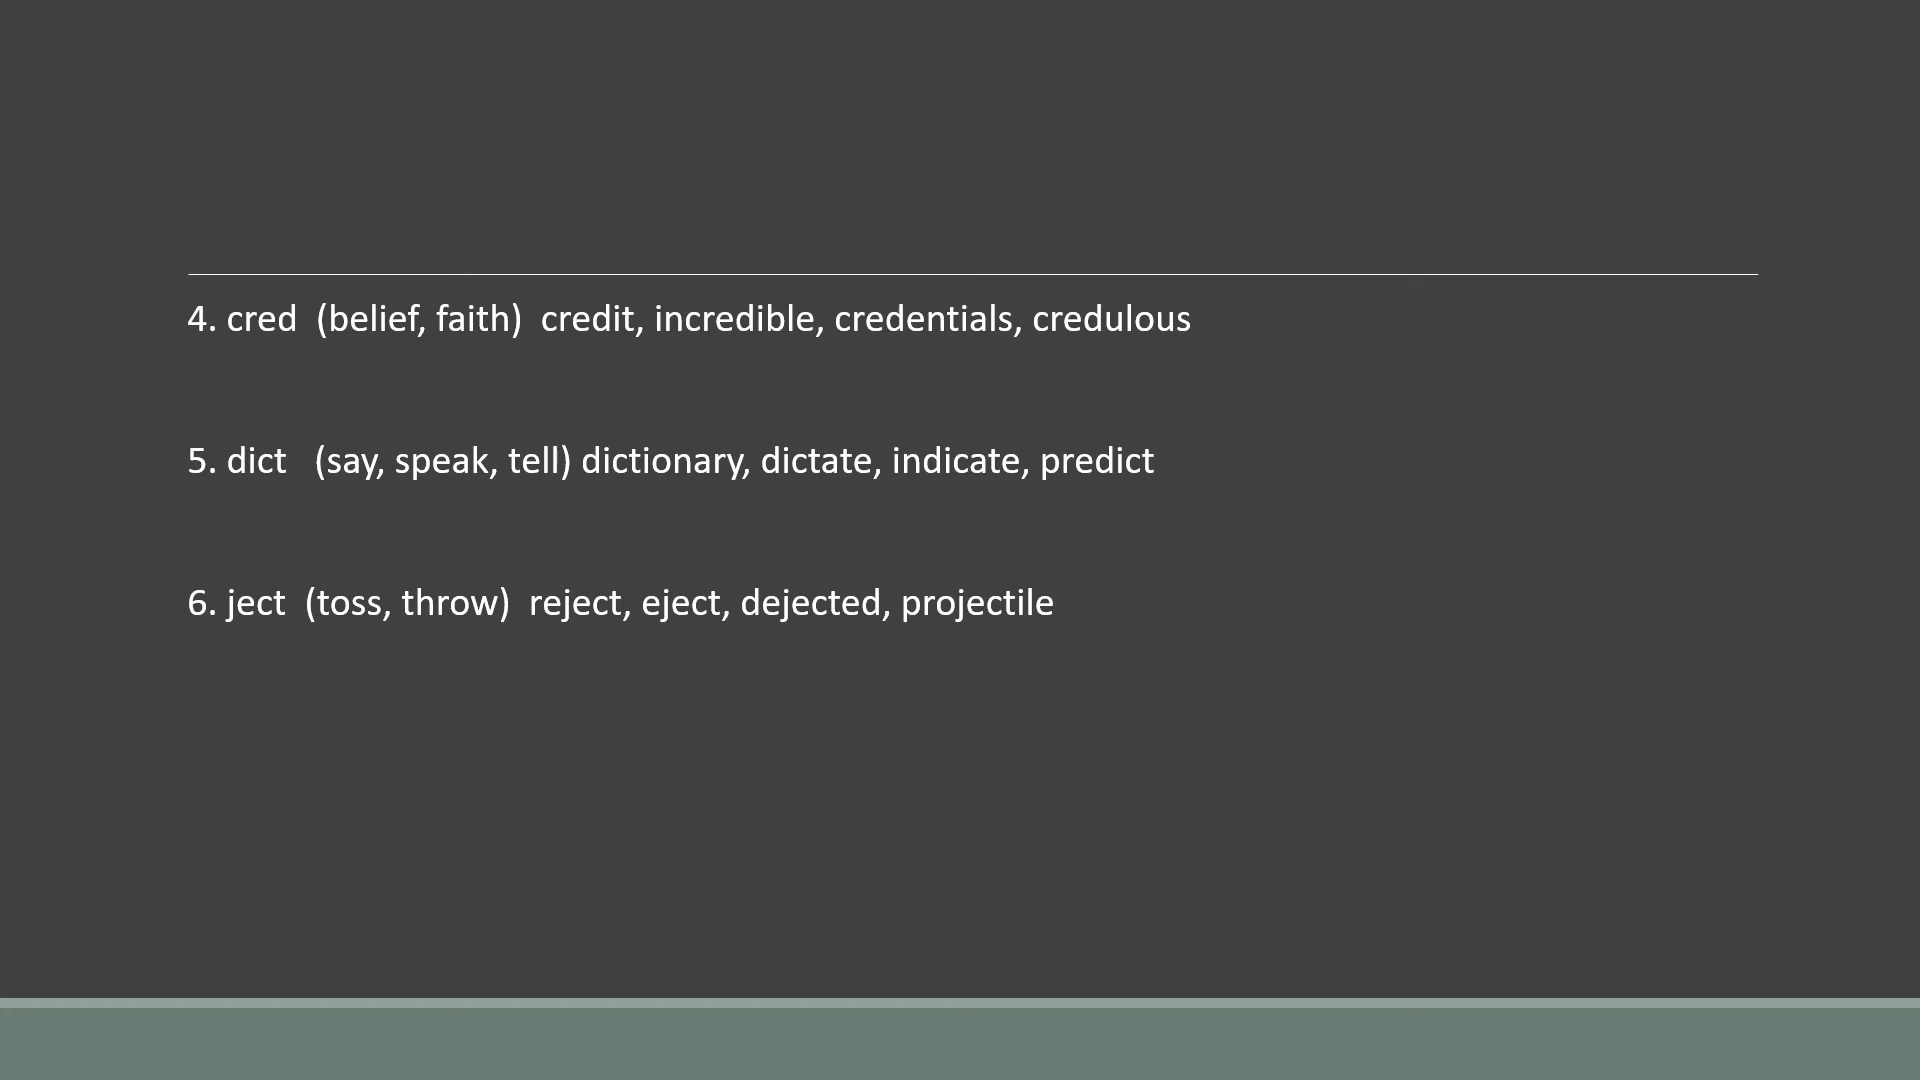 4. cred  (belief, faith)  credit, incredible, credentials, credulous
5. dict   (say, speak, tell) dictionary, dictate, indicate, predict
6. ject  (toss, throw)  reject, eject, dejected, projectile